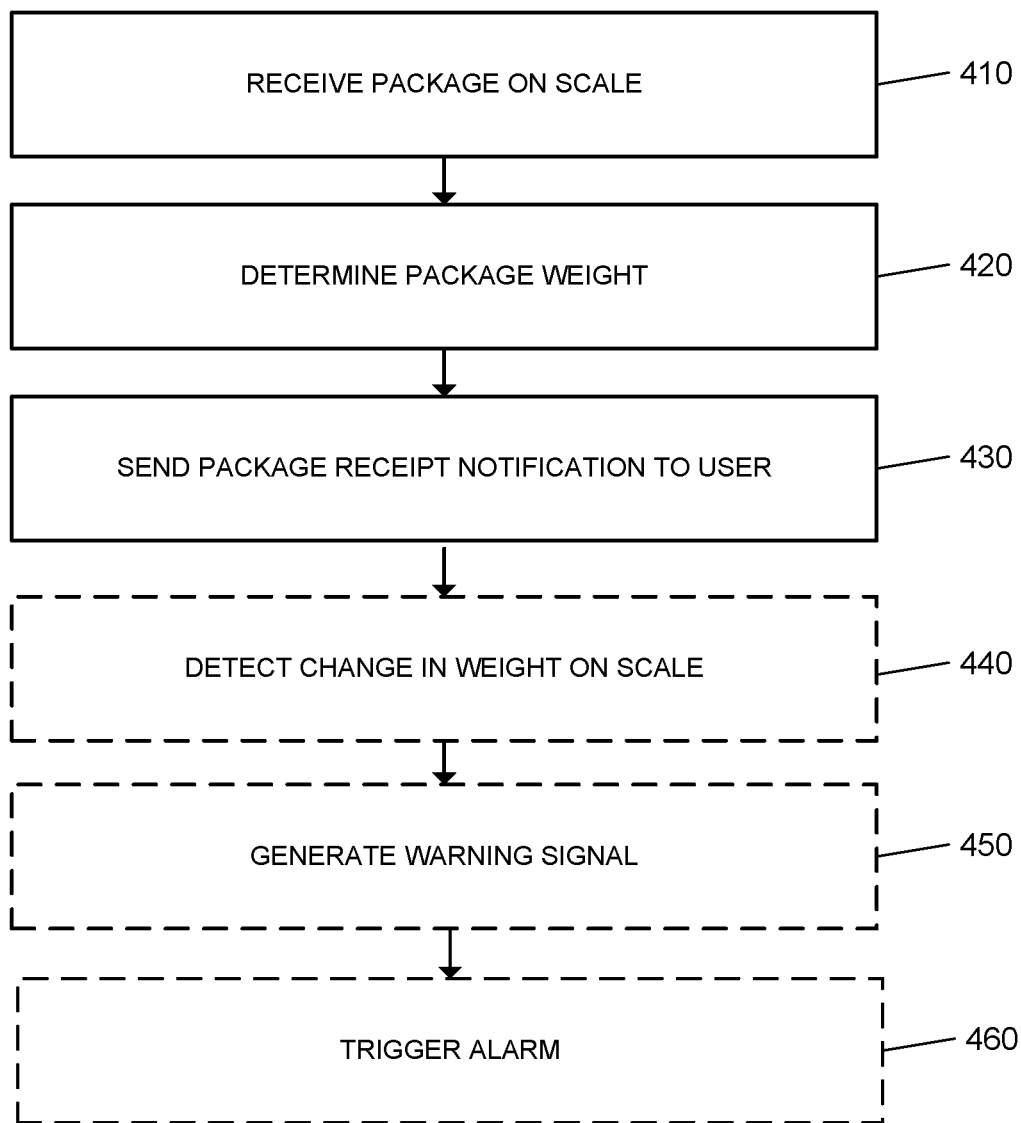 RECEIVE PACKAGE ON SCALE
410
DETERMINE PACKAGE WEIGHT
420
SEND PACKAGE RECEIPT NOTIFICATION TO USER
430
DETECT CHANGE IN WEIGHT ON SCALE
440
GENERATE WARNING SIGNAL
450
TRIGGER ALARM
460